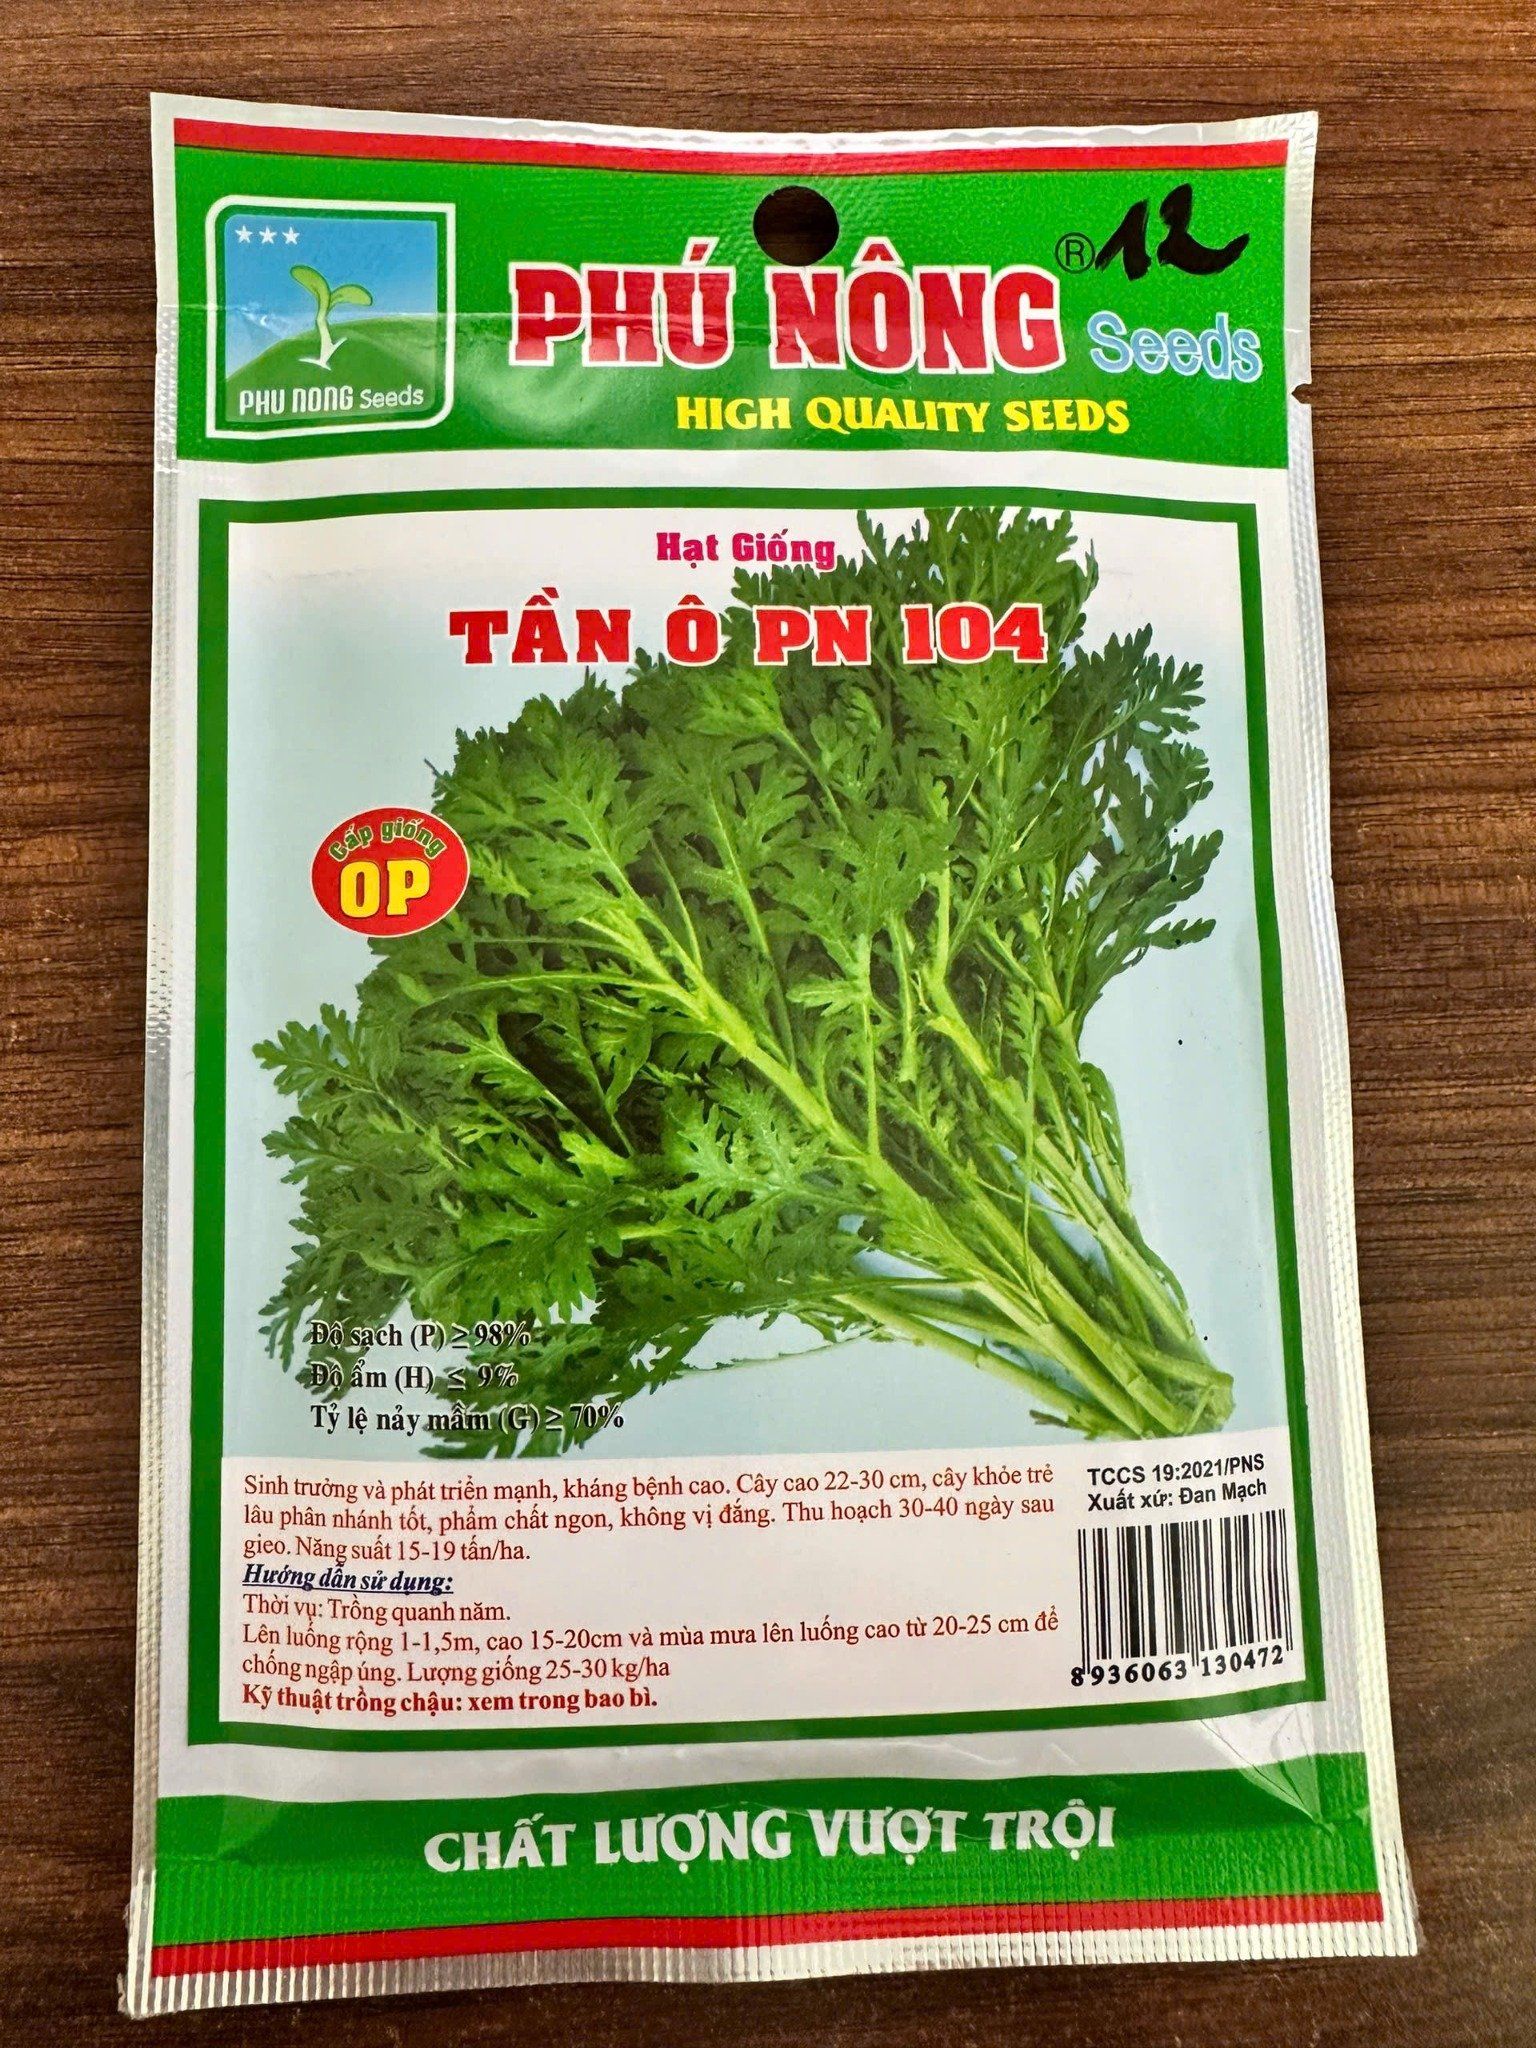 PHÚ NÔNG ® 12
Seeds
PHU NONG Seeds
HIGH QUALITY SEEDS
Hạt Giống
TẦN Ô PN 104
Cấp giống
OP
Độ sạch (P) ≥ 98%
Độ ẩm (H) ≤ 9%
Tỷ lệ nảy mầm (G) ≥ 70%
Sinh trưởng và phát triển mạnh, kháng bệnh cao. Cây cao 22-30 cm, cây khỏe trẻ
lâu phân nhánh tốt, phẩm chất ngon, không vị đắng. Thu hoạch 30-40 ngày sau
gieo. Năng suất 15-19 tấn/ha.
Hướng dẫn sử dụng:
Thời vụ: Trồng quanh năm.
Lên luống rộng 1-1,5m, cao 15-20cm và mùa mưa lên luống cao từ 20-25 cm để
chống ngập úng. Lượng giống 25-30 kg/ha
Kỹ thuật trồng chậu: xem trong bao bì.
TCCS 19:2021/PNS
Xuất xứ: Đan Mạch
8 936063 130472
CHẤT LƯỢNG VƯỢT TRỘI